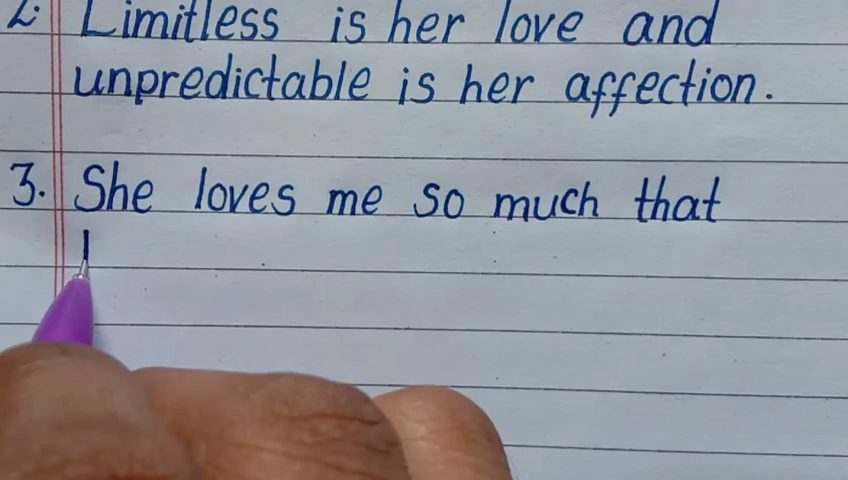 2. Limitless is her love and
unpredictable is her affection.
3. She loves me so much that